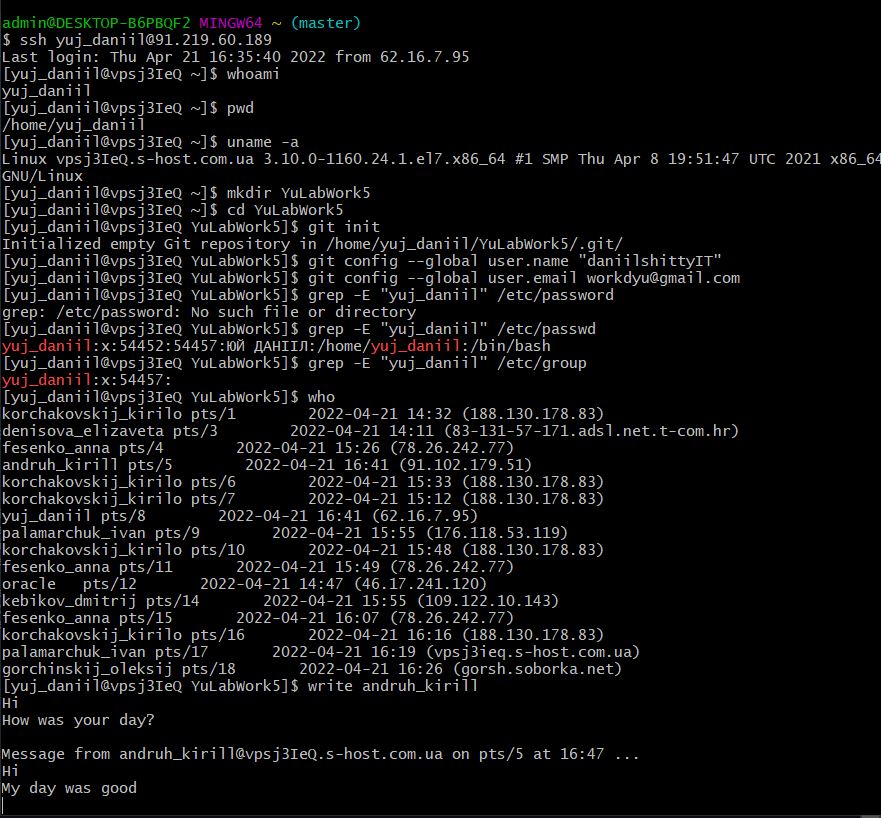 admin@DESKTOP-B6PBQF2 MINGW64 ~ (master)
$ ssh yuj_daniil@91.219.60.189
Last login: Thu Apr 21 16:35:40 2022 from 62.16.7.95
[yuj_daniil@vpsj3IeQ ~]$ whoami
yuj_daniil
[yuj_daniil@vpsj3IeQ ~]$ pwd
/home/yuj_daniil
[yuj_daniil@vpsj3IeQ ~]$ uname -a
Linux vpsj3IeQ.s-host.com.ua 3.10.0-1160.24.1.el7.x86_64 #1 SMP Thu Apr 8 19:51:47 UTC 2021 x86_64
GNU/Linux
[yuj_daniil@vpsj3IeQ ~]$ mkdir YuLabWork5
[yuj_daniil@vpsj3IeQ ~]$ cd YuLabWork5
[yuj_daniil@vpsj3IeQ YuLabWork5]$ git init
Initialized empty Git repository in /home/yuj_daniil/YuLabWork5/.git/
[yuj_daniil@vpsj3IeQ YuLabWork5]$ git config --global user.name "daniilshittyIT"
[yuj_daniil@vpsj3IeQ YuLabWork5]$ git config --global user.email workdyu@gmail.com
[yuj_daniil@vpsj3IeQ YuLabWork5]$ grep -E "yuj_daniil" /etc/password
grep: /etc/password: No such file or directory
[yuj_daniil@vpsj3IeQ YuLabWork5]$ grep -E "yuj_daniil" /etc/passwd
yuj_daniil:x:54452:54457:ЮЙ ДАНІІЛ:/home/yuj_daniil:/bin/bash
[yuj_daniil@vpsj3IeQ YuLabWork5]$ grep -E "yuj_daniil" /etc/group
yuj_daniil:x:54457:
[yuj_daniil@vpsj3IeQ YuLabWork5]$ who
korchakovskij_kirilo pts/1        2022-04-21 14:32 (188.130.178.83)
denisova_elizaveta pts/3        2022-04-21 14:11 (83-131-57-171.adsl.net.t-com.hr)
fesenko_anna pts/4        2022-04-21 15:26 (78.26.242.77)
andruh_kirill pts/5        2022-04-21 16:41 (91.102.179.51)
korchakovskij_kirilo pts/6        2022-04-21 15:33 (188.130.178.83)
korchakovskij_kirilo pts/7        2022-04-21 15:12 (188.130.178.83)
yuj_daniil pts/8        2022-04-21 16:41 (62.16.7.95)
palamarchuk_ivan pts/9        2022-04-21 15:55 (176.118.53.119)
korchakovskij_kirilo pts/10       2022-04-21 15:48 (188.130.178.83)
fesenko_anna pts/11       2022-04-21 15:49 (78.26.242.77)
oracle   pts/12       2022-04-21 14:47 (46.17.241.120)
kebikov_dmitrij pts/14       2022-04-21 15:55 (109.122.10.143)
fesenko_anna pts/15       2022-04-21 16:07 (78.26.242.77)
korchakovskij_kirilo pts/16       2022-04-21 16:16 (188.130.178.83)
palamarchuk_ivan pts/17       2022-04-21 16:19 (vpsj3ieq.s-host.com.ua)
gorchinskij_oleksij pts/18       2022-04-21 16:26 (gorsh.soborka.net)
[yuj_daniil@vpsj3IeQ YuLabWork5]$ write andruh_kirill
Hi
How was your day?
Message from andruh_kirill@vpsj3IeQ.s-host.com.ua on pts/5 at 16:47 ...
Hi
My day was good